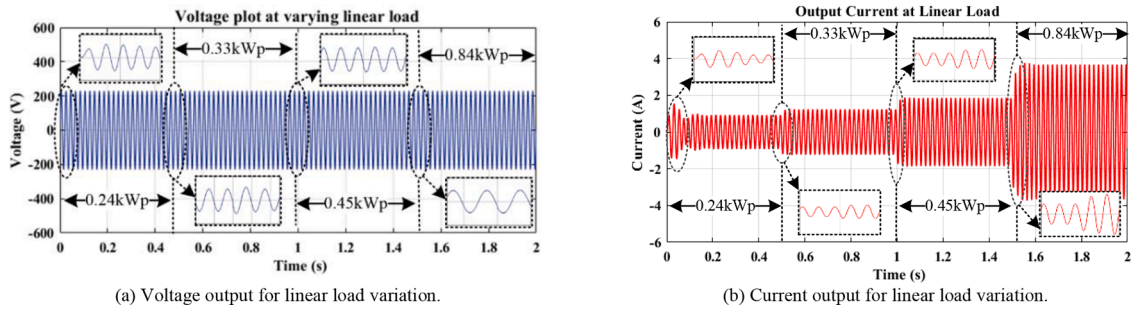 Voltage plot at varying linear load
600
400
200
0
-200
-400
-600
Voltage (V)
0.33kWp
0.84kWp
0.24kWp
0.45kWp
0 0.2 0.4 0.6 0.8 1 1.2 1.4 1.6 1.8 2
Time (s)
(a) Voltage output for linear load variation.
Output Current at Linear Load
6
4
2
0
-2
-4
-6
Current (A)
0.33kWp
0.84kWp
0.24kWp
0.45kWp
0 0.2 0.4 0.6 0.8 1 1.2 1.4 1.6 1.8 2
Time (s)
(b) Current output for linear load variation.